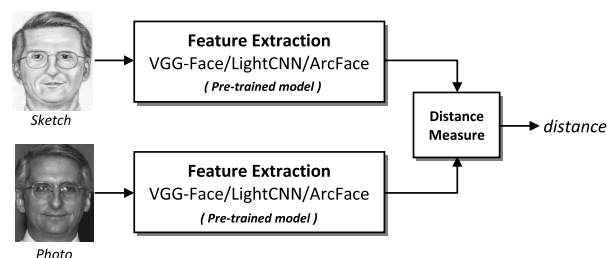 Feature Extraction
VGG-Face/LightCNN/ArcFace
( Pre-trained model )
Sketch
Distance
Measure
distance
Feature Extraction
VGG-Face/LightCNN/ArcFace
( Pre-trained model )
Photo